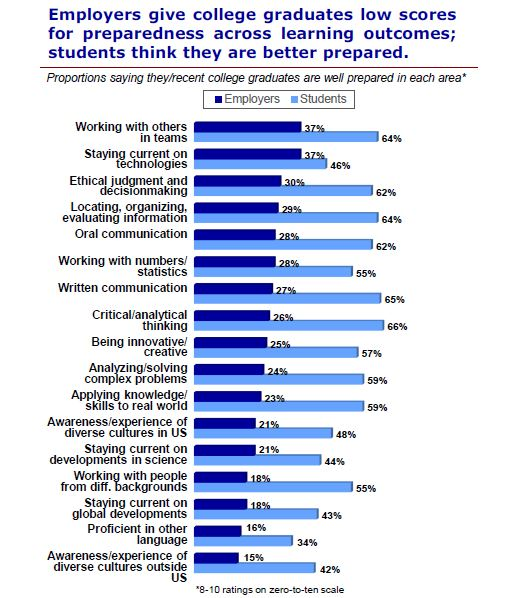 Employers give college graduates low scores
for preparedness across learning outcomes;
students think they are better prepared.
Proportions saying they/recent college graduates are well prepared in each area*
Employers Students
Working with others
in teams
37%
64%
Staying current on
technologies
37%
46%
Ethical judgment and
decisionmaking
30%
62%
Locating, organizing,
evaluating information
29%
64%
Oral communication
28%
62%
Working with numbers/
statistics
28%
55%
Written communication
27%
65%
Critical/analytical
thinking
26%
66%
Being innovative/
creative
25%
57%
Analyzing/solving
complex problems
24%
59%
Applying knowledge/
skills to real world
23%
59%
Awareness/experience of
diverse cultures in US
21%
48%
Staying current on
developments in science
21%
44%
Working with people
from diff. backgrounds
18%
55%
Staying current on
global developments
18%
43%
Proficient in other
language
16%
34%
Awareness/experience of
diverse cultures outside
US
15%
42%
*8-10 ratings on zero-to-ten scale